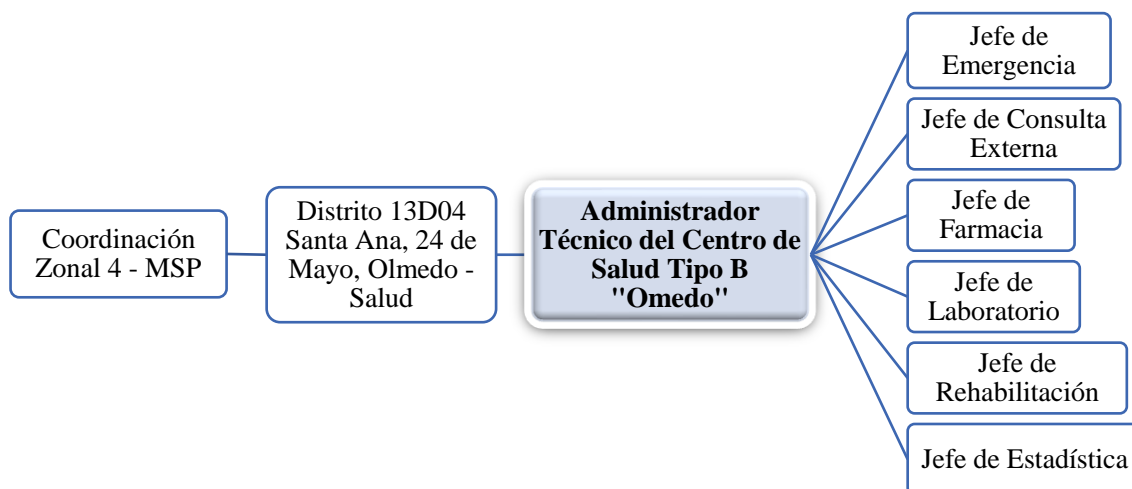 Coordinación
Zonal 4 - MSP
Distrito 13D04
Santa Ana, 24 de
Mayo, Olmedo -
Salud
Administrador
Técnico del Centro de
Salud Tipo B
"Omedo"
Jefe de
Emergencia
Jefe de Consulta
Externa
Jefe de
Farmacia
Jefe de
Laboratorio
Jefe de
Rehabilitación
Jefe de Estadística